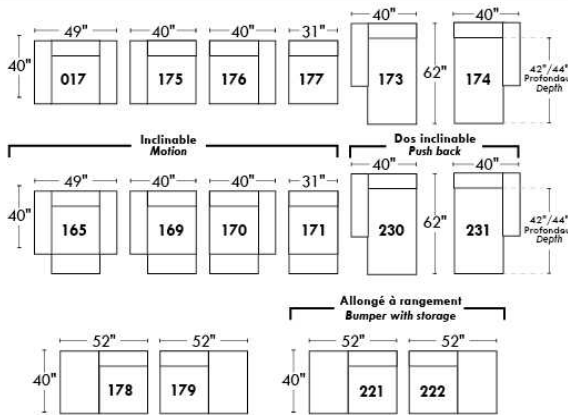 49" 40" 40" 31" 40" 40"
40" 017 175 176 177 173 62" 174 42"/44"
Profondeur
Depth
Inclinable
Motion
Dos inclinable
Push back
49" 40" 40" 31" 40" 40"
40" 165 169 170 171 230 62" 231 42"/44"
Profondeur
Depth
Allongé à rangement
Bumper with storage
52" 52" 52" 52"
40" 178 179 40" 221 222